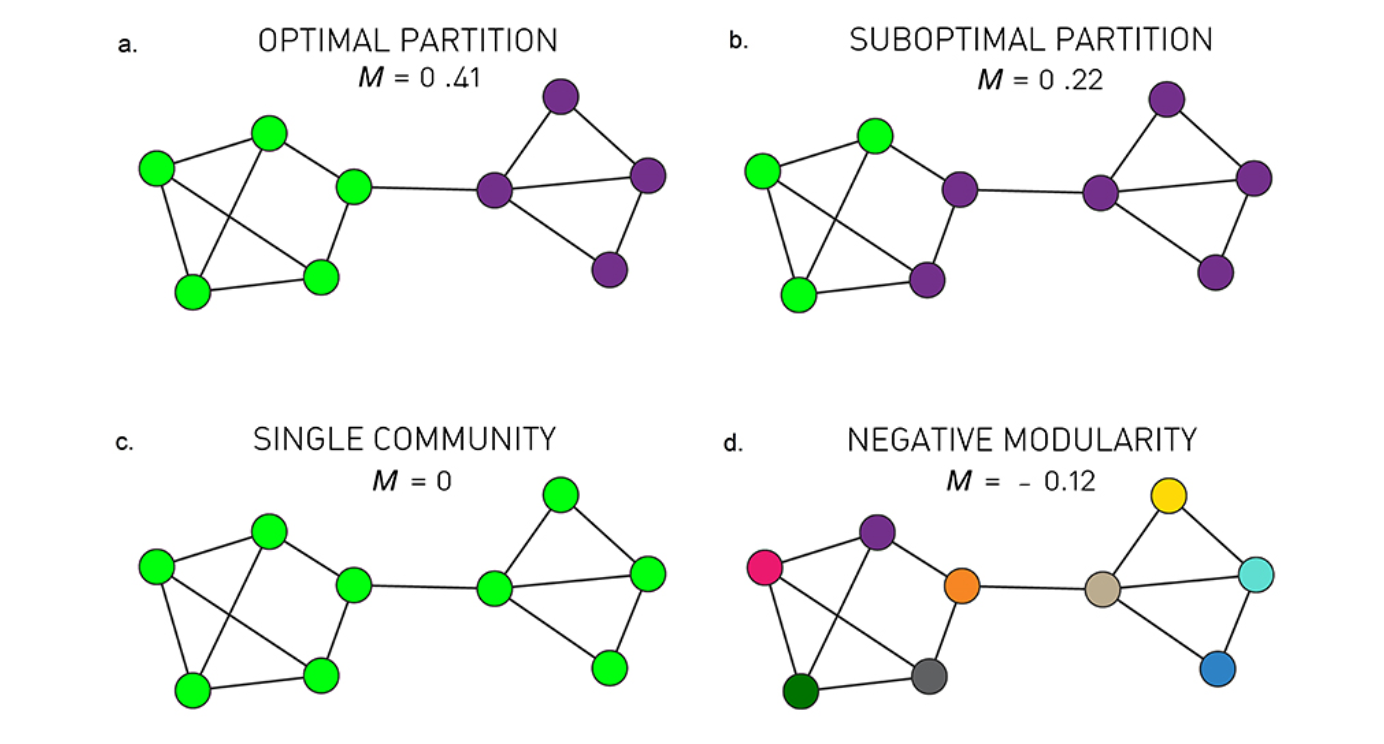 a.
OPTIMAL PARTITION
M = 0 .41
b.
SUBOPTIMAL PARTITION
M = 0 .22
c.
SINGLE COMMUNITY
M = 0
d.
NEGATIVE MODULARITY
M = - 0.12